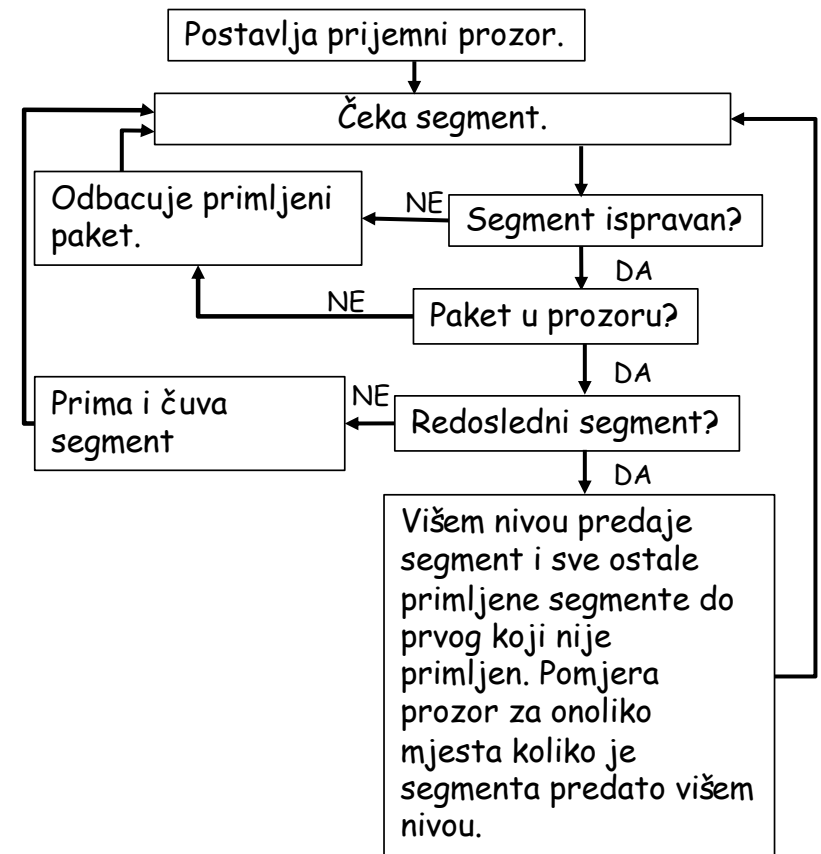 Postavlja prijemni prozor.
Čeka segment.
Odbacuje primljeni
paket.
NE
Segment ispravan?
DA
NE
Paket u prozoru?
DA
Prima i čuva
segment
NE
Redosledni segment?
DA
Višem nivou predaje
segment i sve ostale
primljene segmente do
prvog koji nije
primljen. Pomjera
prozor za onoliko
mjesta koliko je
segmenta predato višem
nivou.